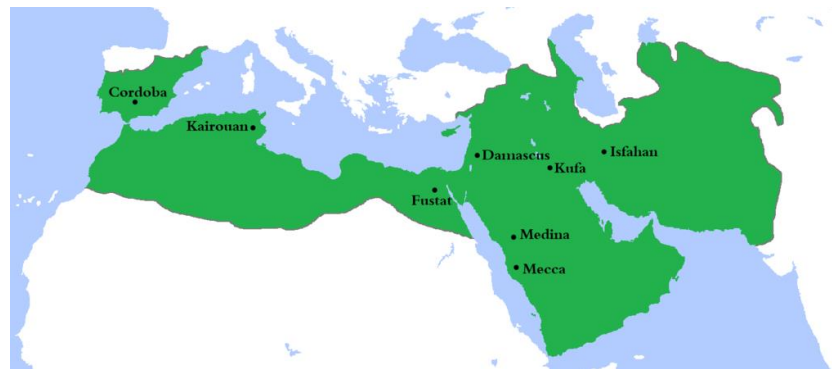 Cordoba
Kairouan
Damascus
Isfahan
Kufa
Fustat
Medina
Mecca